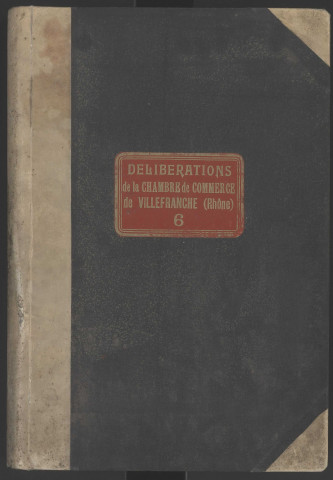 DELIBERATIONS
de la CHAMBRE de COMMERCE
de VILLEFRANCHE (Rhône)
6